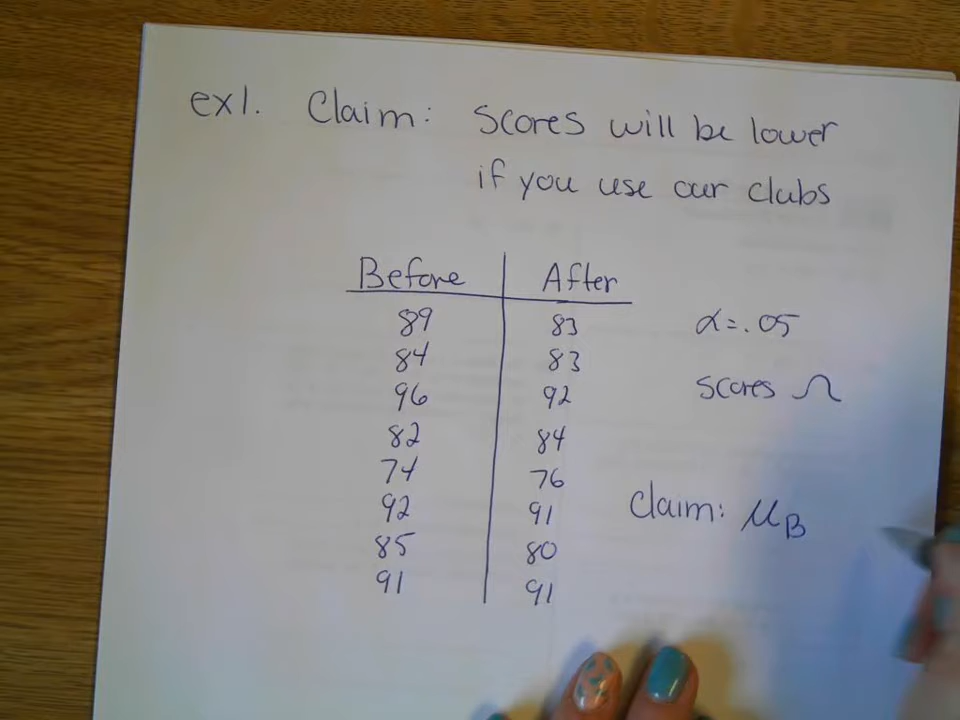 ex1. Claim: Scores will be lower
if you use our clubs
Before After
89 83
84 83
96 92
82 84
74 76
92 91
85 80
91 91
α=.05
scores
Claim: μB